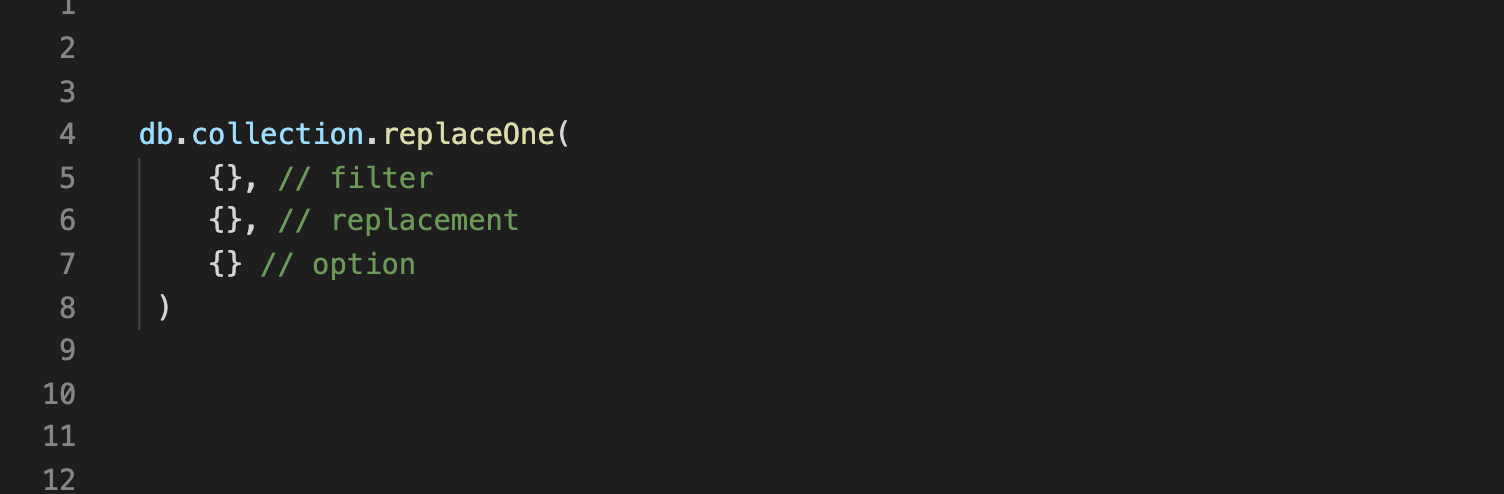 1
2
3
4 db.collection.replaceOne(
5 {}, // filter
6 {}, // replacement
7 {} // option
8 )
9
10
11
12